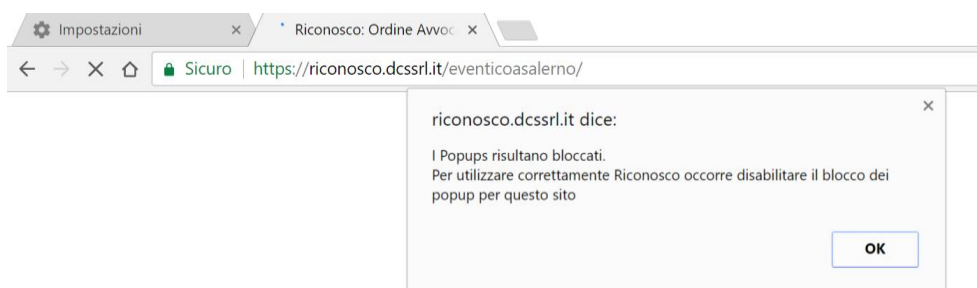 Impostazioni
Riconosco: Ordine Avvoc
Sicuro https://riconosco.dcssrl.it/eventicoasalerno/
riconosco.dcssrl.it dice:
I Popups risultano bloccati.
Per utilizzare correttamente Riconosco occorre disabilitare il blocco dei
popup per questo sito
OK